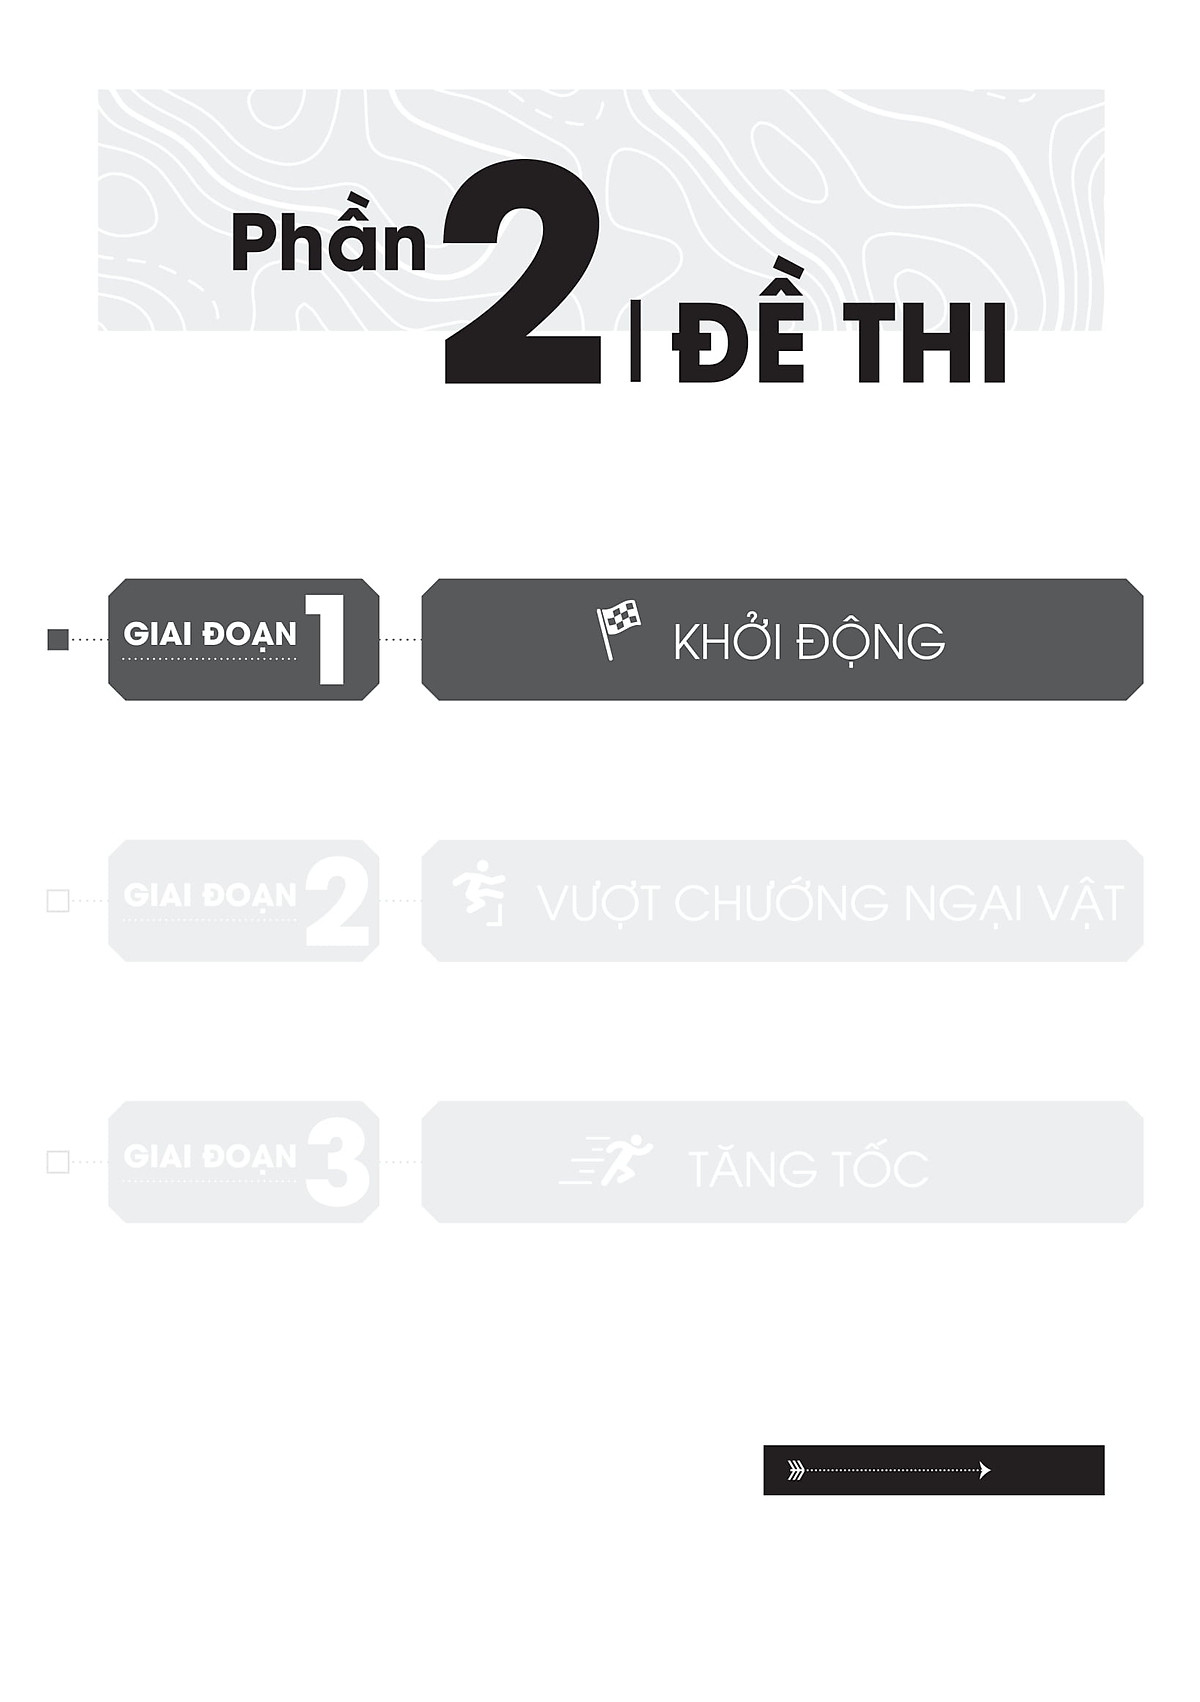 Phần 2 | ĐỀ THI
GIAI ĐOẠN 1 KHỞI ĐỘNG
GIAI ĐOẠN 2 VƯỢT CHƯỚNG NGẠI VẬT
GIAI ĐOẠN 3 TĂNG TỐC